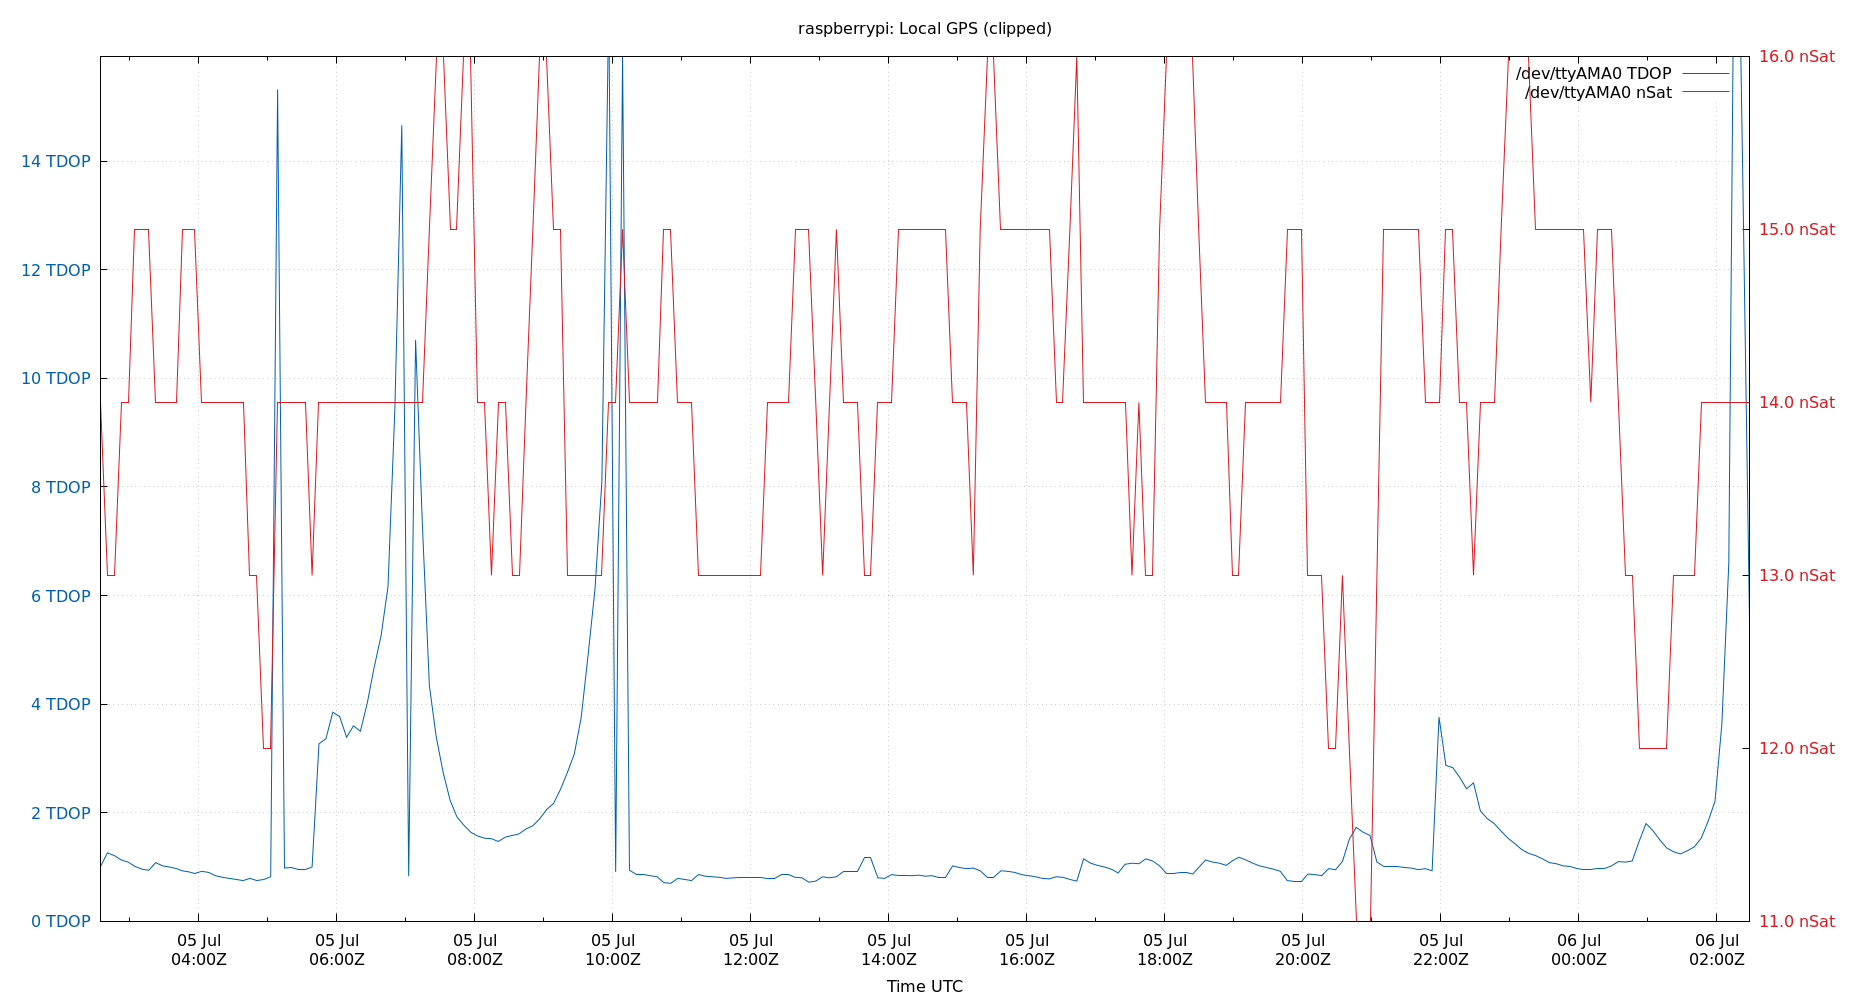 raspberrypi: Local GPS (clipped)
16.0 nSat
/dev/ttyAMA0 TDOP
/dev/ttyAMA0 nSat
14 TDOP
15.0 nSat
12 TDOP
10 TDOP
14.0 nSat
8 TDOP
13.0 nSat
6 TDOP
4 TDOP
12.0 nSat
2 TDOP
0 TDOP
11.0 nSat
05 Jul 05 Jul 05 Jul 05 Jul 05 Jul 05 Jul 05 Jul 05 Jul 05 Jul 05 Jul 06 Jul 06 Jul
04:00Z 06:00Z 08:00Z 10:00Z 12:00Z 14:00Z 16:00Z 18:00Z 20:00Z 22:00Z 00:00Z 02:00Z
Time UTC